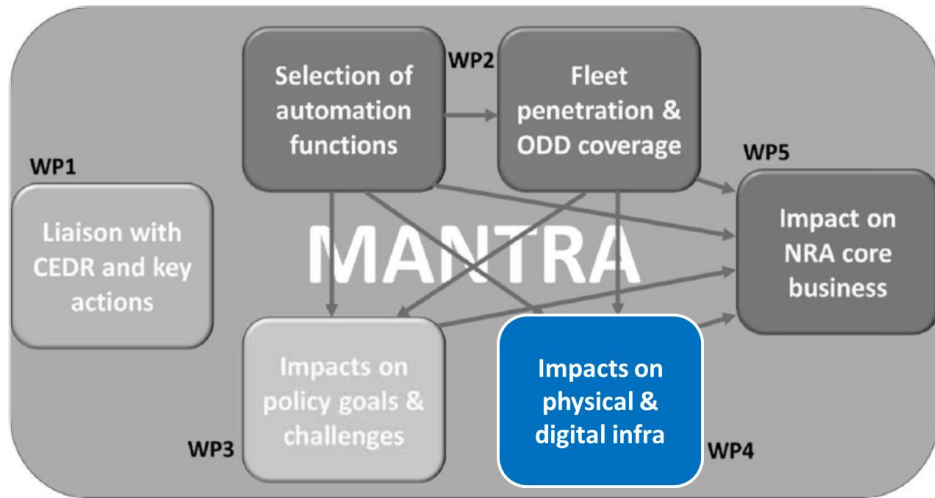 WP2
Selection of
automation
functions
Fleet
penetration &
ODD coverage
WP1
Liaison with
CEDR and key
actions
MANTRA
WP5
Impact on
NRA core
business
Impacts on
policy goals &
challenges
WP3
Impacts on
physical &
digital infra
WP4